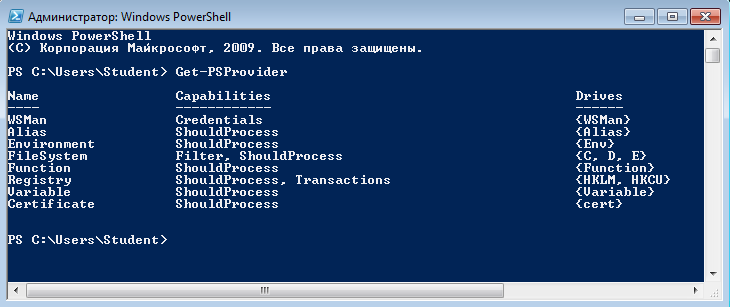 Администратор: Windows PowerShell
Windows PowerShell
(C) Корпорация Майкрософт, 2009. Все права защищены.
PS C:\Users\Student> Get-PSProvider
Name Capabilities Drives
---- ------------ ------
WSMan Credentials {WSMan}
Alias ShouldProcess {Alias}
Environment ShouldProcess {Env}
FileSystem Filter, ShouldProcess {C, D, E}
Function ShouldProcess {Function}
Registry ShouldProcess, Transactions {HKLM, HKCU}
Variable ShouldProcess {Variable}
Certificate ShouldProcess {cert}
PS C:\Users\Student>